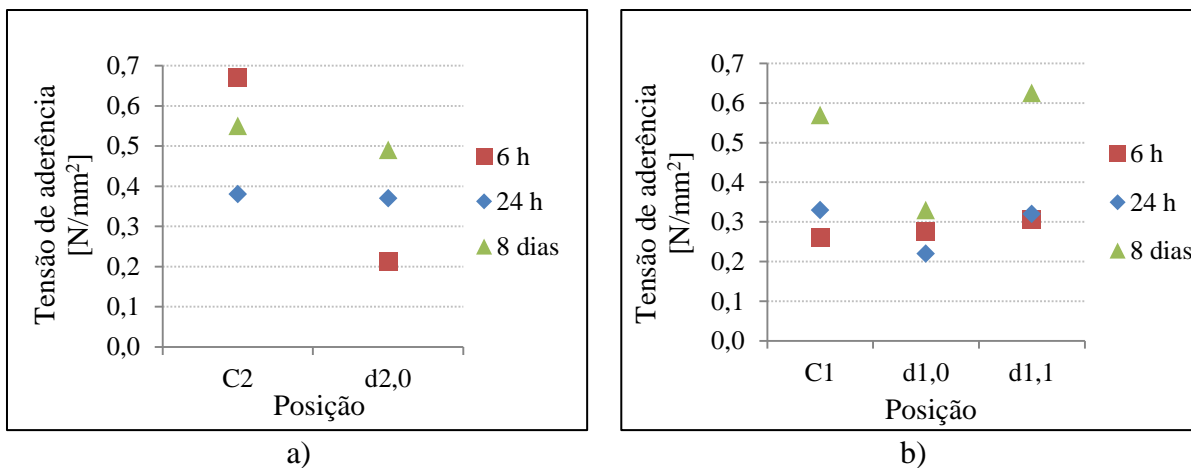 Tensão de aderência
[N/mm²]
0,7
0,6
0,5
0,4
0,3
0,2
0,1
0,0
C2
d2,0
Posição
6 h
24 h
8 dias
a)
Tensão de aderência
[N/mm²]
0,7
0,6
0,5
0,4
0,3
0,2
0,1
0,0
C1
d1,0
d1,1
Posição
6 h
24 h
8 dias
b)